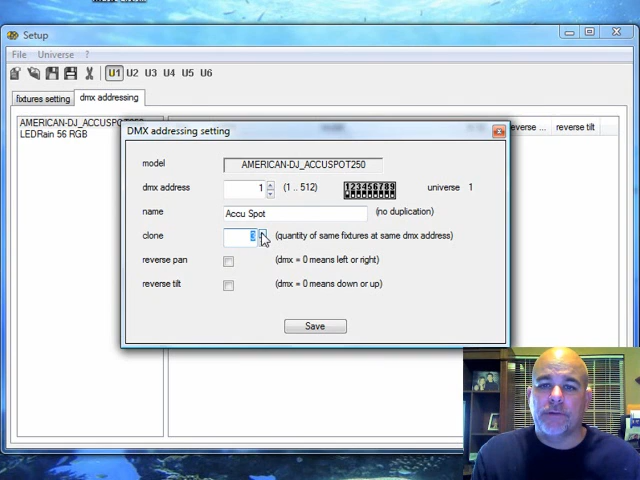 Setup
File Universe ?
U1 U2 U3 U4 U5 U6
fixtures setting dmx addressing
AMERICAN-DJ_ACCUSPOT250
LEDRain 56 RGB
reverse ... reverse tilt
DMX addressing setting
model AMERICAN-DJ_ACCUSPOT250
dmx address 1 (1 .. 512) 123456789 universe 1
name Accu Spot (no duplication)
clone 3 (quantity of same fixtures at same dmx address)
reverse pan (dmx = 0 means left or right)
reverse tilt (dmx = 0 means down or up)
Save